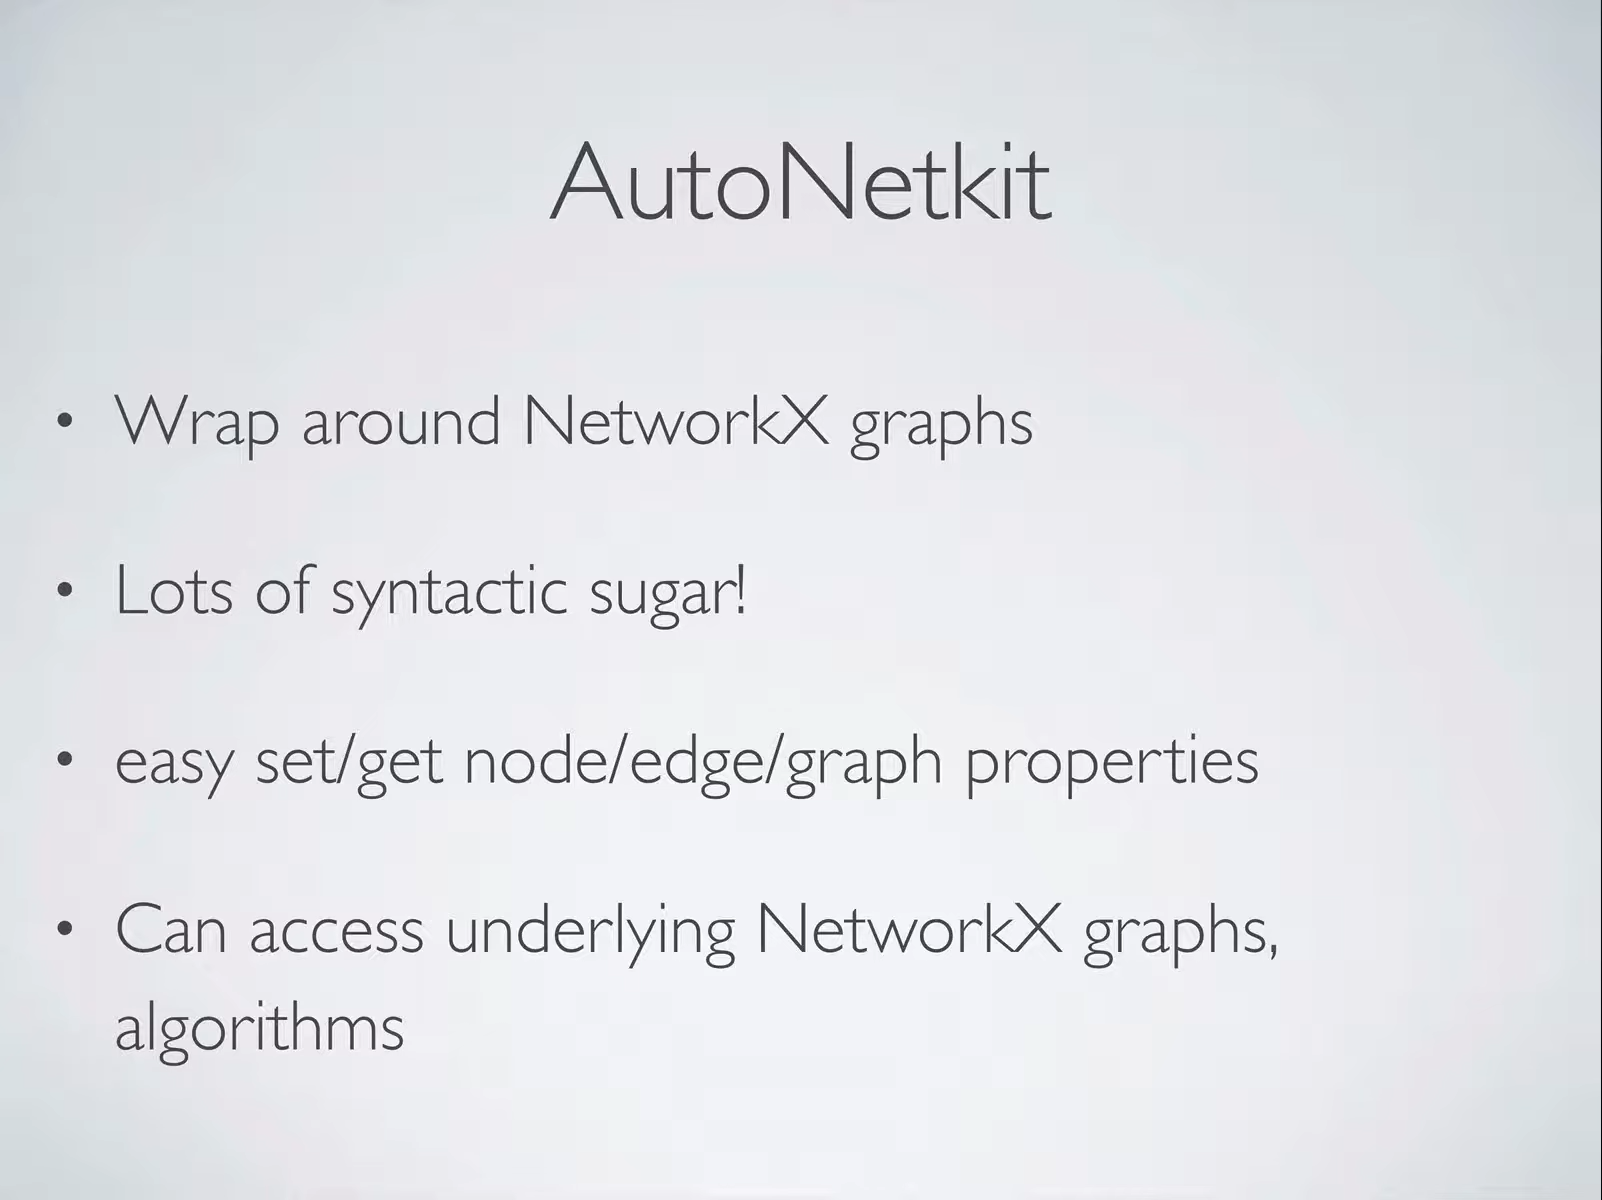 AutoNetkit
• Wrap around NetworkX graphs
• Lots of syntactic sugar!
• easy set/get node/edge/graph properties
• Can access underlying NetworkX graphs,
algorithms